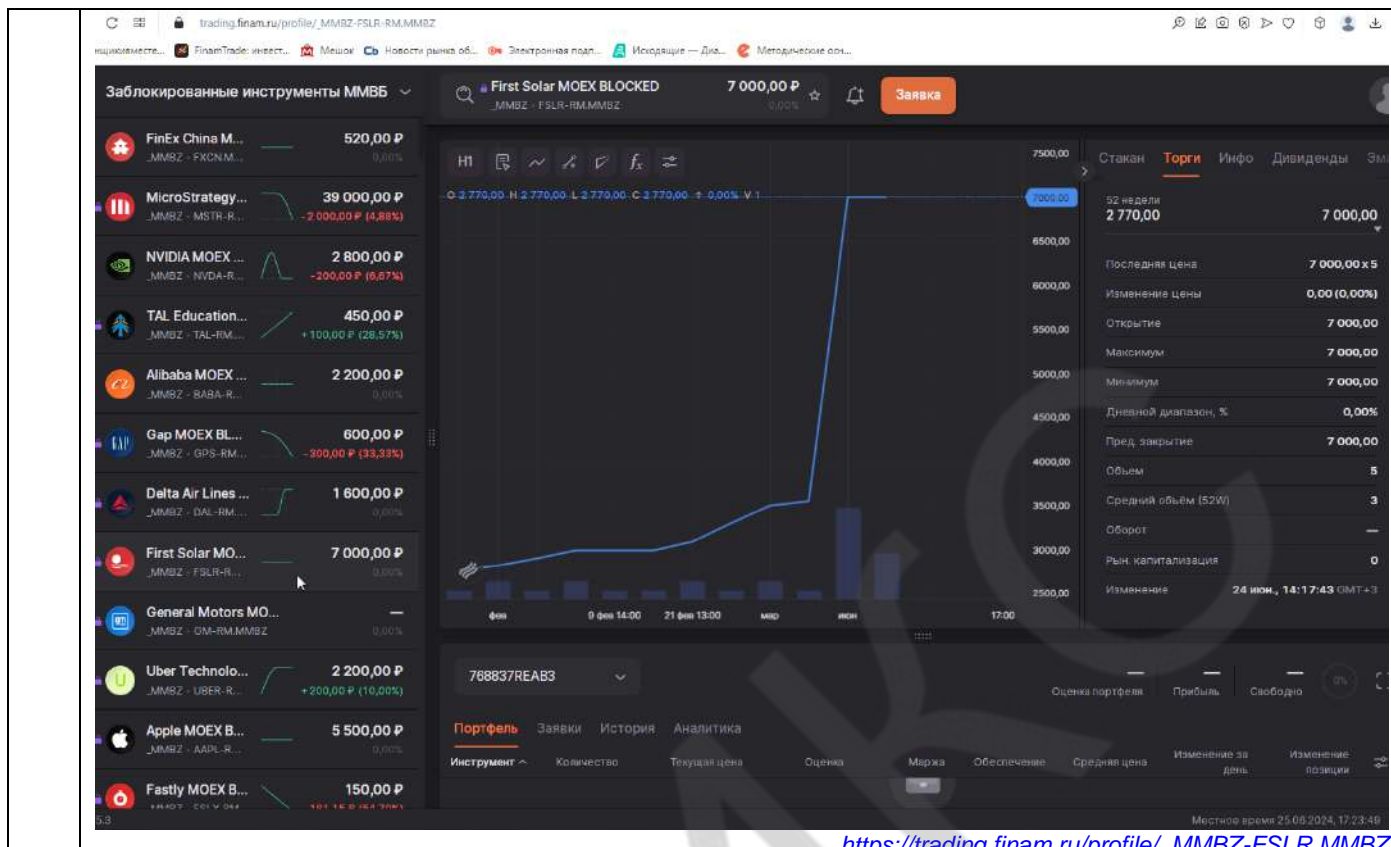 trading.finam.ru/profile/_MMBZ-FSLR-RM.MMBZ
FinamTrade: инвест... Мешок Новости рынка об... Электронная подп... Исходящие — Диа... Методические осн...
Заблокированные инструменты ММВБ
First Solar MOEX BLOCKED 7 000,00 ₽
_MMBZ - FSLR-RM.MMBZ 0,00%
Заявка
FinEx China M... 520,00 ₽
_MMBZ - FXCN.M... 0,00%
MicroStrategy... 39 000,00 ₽
_MMBZ - MSTR-R... -2 000,00 ₽ (4,88%)
NVIDIA MOEX ... 2 800,00 ₽
_MMBZ - NVDA-R... -200,00 ₽ (6,67%)
TAL Education... 450,00 ₽
_MMBZ - TAL-RM.... +100,00 ₽ (28,57%)
Alibaba MOEX ... 2 200,00 ₽
_MMBZ - BABA-R... 0,00%
Gap MOEX BL... 600,00 ₽
_MMBZ - GPS-RM... -300,00 ₽ (33,33%)
Delta Air Lines ... 1 600,00 ₽
_MMBZ - DAL-RM.... 0,00%
First Solar MO... 7 000,00 ₽
_MMBZ - FSLR-R... 0,00%
General Motors MO... —
_MMBZ - GM-RM.MMBZ 0,00%
Uber Technolo... 2 200,00 ₽
_MMBZ - UBER-R... +200,00 ₽ (10,00%)
Apple MOEX B... 5 500,00 ₽
_MMBZ - AAPL-R... 0,00%
Fastly MOEX B... 150,00 ₽
5.3
H1
O 2 770,00 H 2 770,00 L 2 770,00 C 2 770,00 + 0,00% V 1
7500,00
7000,00
6500,00
6000,00
5500,00
5000,00
4500,00
4000,00
3500,00
3000,00
2500,00
фев 9 фев 14:00 21 фев 13:00 мар июн 17:00
Стакан Торги Инфо Дивиденды
52 недели
2 770,00 7 000,00
Последняя цена 7 000,00 x 5
Изменение цены 0,00 (0,00%)
Открытие 7 000,00
Максимум 7 000,00
Минимум 7 000,00
Дневной диапазон, % 0,00%
Пред. закрытие 7 000,00
Объем 5
Средний объём (52W) 3
Оборот —
Рын. капитализация 0
Изменение 24 июн., 14:17:43 GMT+3
768837REAB3
— — — 0%
Оценка портфеля Прибыль Свободно
Портфель Заявки История Аналитика
Инструмент Количество Текущая цена Оценка Маржа Обеспечение Средняя цена Изменение за день Изменение позиции
Местное время 25.06.2024, 17:23:49
https://trading.finam.ru/profile/_MMBZ-FSLR.MMBZ